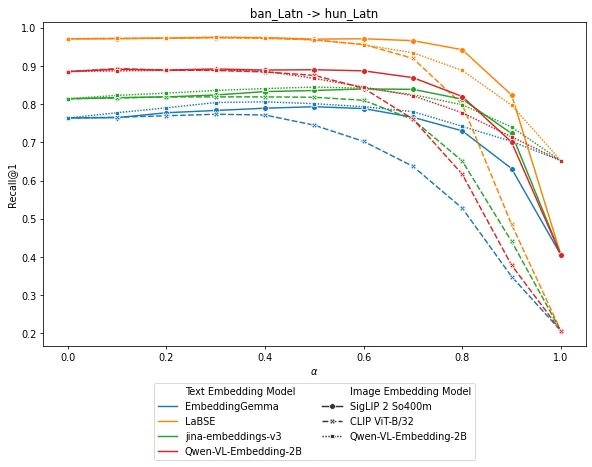 ban_Latn -> hun_Latn
1.0
0.9
0.8
0.7
0.6
0.5
0.4
0.3
0.2
Recall@1
0.0 0.2 0.4 0.6 0.8 1.0
α
Text Embedding Model Image Embedding Model
EmbeddingGemma SigLIP 2 So400m
LaBSE CLIP ViT-B/32
jina-embeddings-v3 Qwen-VL-Embedding-2B
Qwen-VL-Embedding-2B